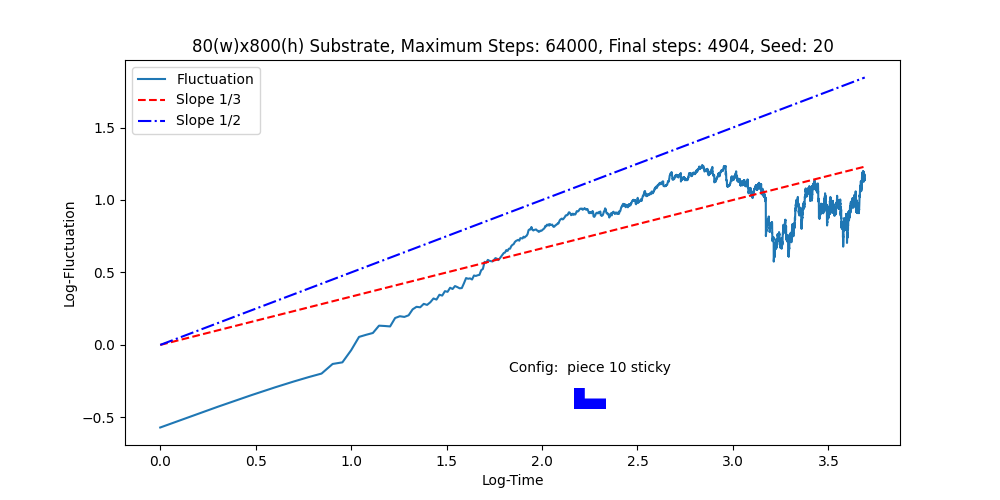 80(w)x800(h) Substrate, Maximum Steps: 64000, Final steps: 4904, Seed: 20
Fluctuation
Slope 1/3
Slope 1/2
1.5
1.0
0.5
0.0
−0.5
Log-Fluctuation
Config:  piece 10 sticky
0.0 0.5 1.0 1.5 2.0 2.5 3.0 3.5
Log-Time